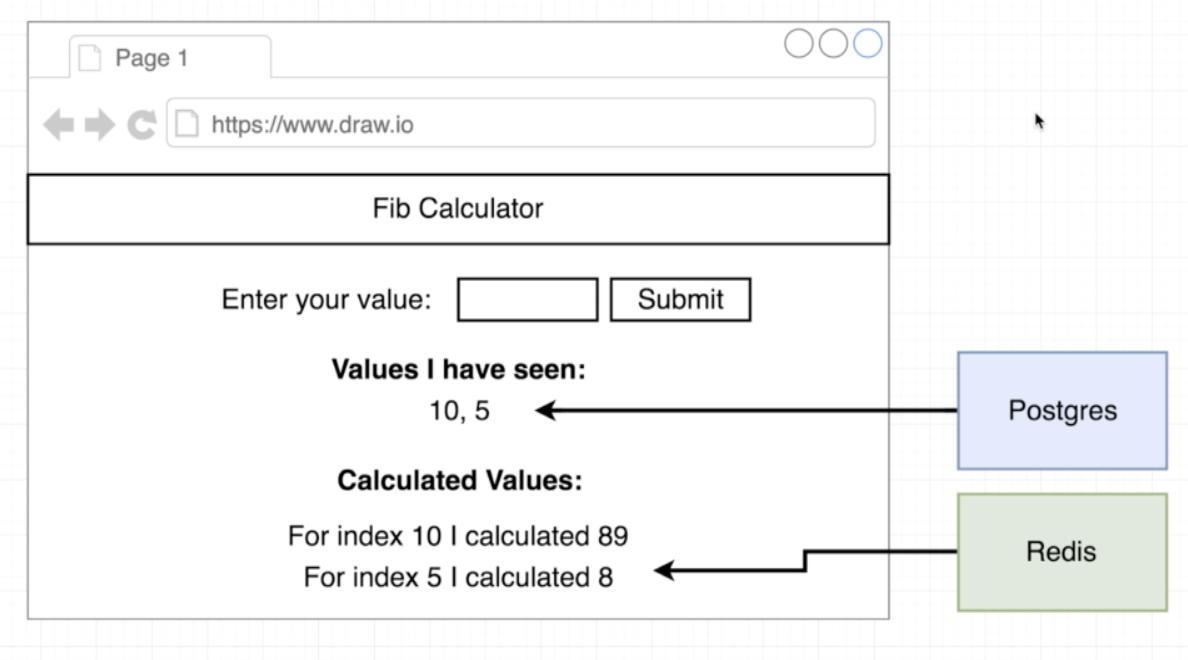 Page 1
https://www.draw.io
Fib Calculator
Enter your value: Submit
Values I have seen:
10, 5
Postgres
Calculated Values:
For index 10 I calculated 89
Redis
For index 5 I calculated 8